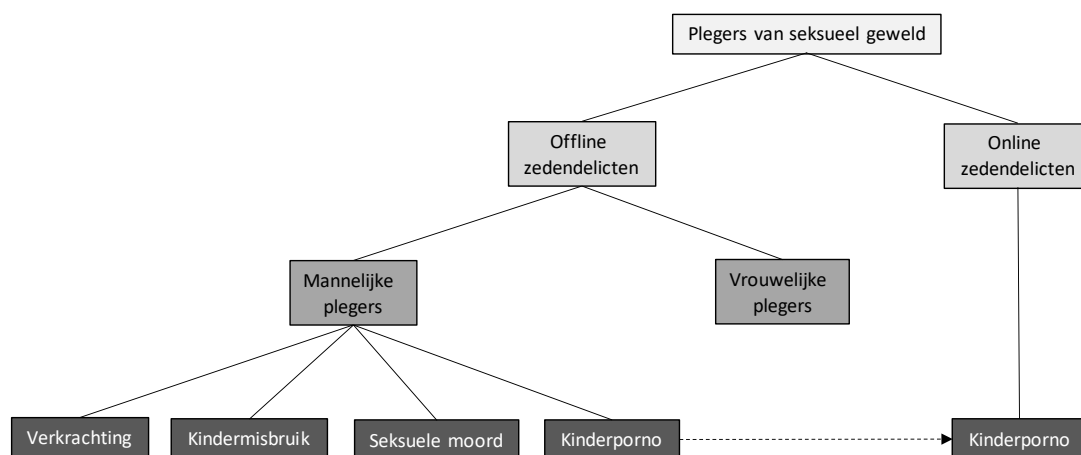 Plegers van seksueel geweld
Offline
zedendelicten
Online
zedendelicten
Mannelijke
plegers
Vrouwelijke
plegers
Verkrachting
Kindermisbruik
Seksuele moord
Kinderporno
Kinderporno